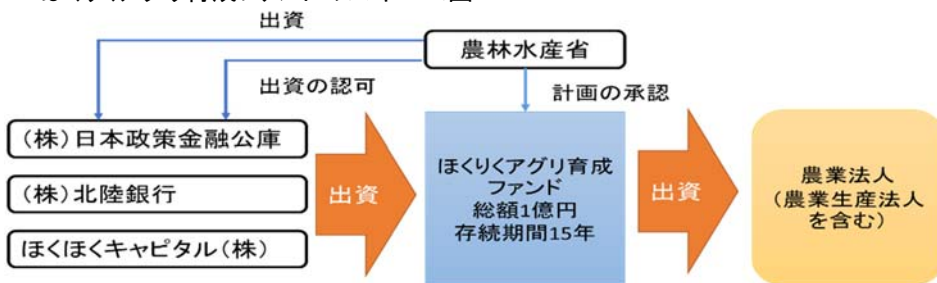 出資
農林水産省
出資の認可
計画の承認
(株)日本政策金融公庫
(株)北陸銀行
ほくほくキャピタル(株)
出資
ほくりくアグリ育成
ファンド
総額1億円
存続期間15年
出資
農業法人
(農業生産法人
を含む)